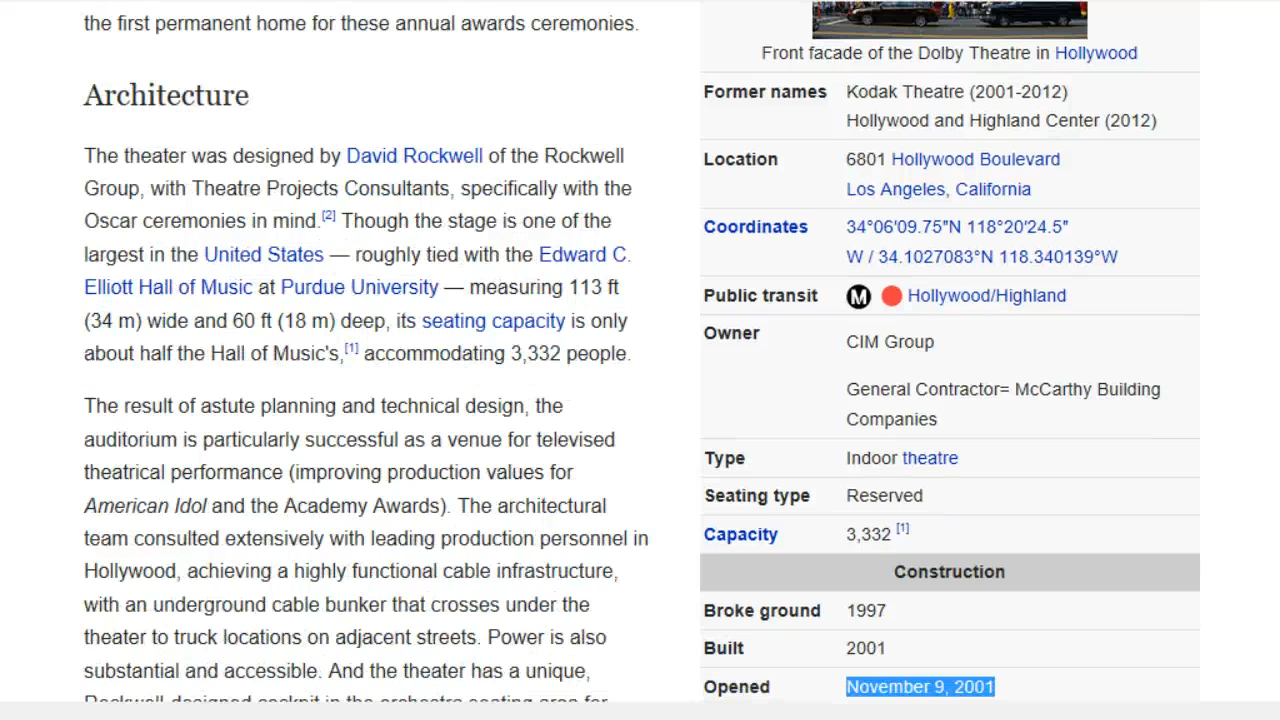 the first permanent home for these annual awards ceremonies.
Architecture
The theater was designed by David Rockwell of the Rockwell
Group, with Theatre Projects Consultants, specifically with the
Oscar ceremonies in mind.[2] Though the stage is one of the
largest in the United States — roughly tied with the Edward C.
Elliott Hall of Music at Purdue University — measuring 113 ft
(34 m) wide and 60 ft (18 m) deep, its seating capacity is only
about half the Hall of Music's,[1] accommodating 3,332 people.
The result of astute planning and technical design, the
auditorium is particularly successful as a venue for televised
theatrical performance (improving production values for
American Idol and the Academy Awards). The architectural
team consulted extensively with leading production personnel in
Hollywood, achieving a highly functional cable infrastructure,
with an underground cable bunker that crosses under the
theater to truck locations on adjacent streets. Power is also
substantial and accessible. And the theater has a unique,
Rockwell-designed cockpit in the orchestra seating area for
Front facade of the Dolby Theatre in Hollywood
Former names Kodak Theatre (2001-2012)
Hollywood and Highland Center (2012)
Location 6801 Hollywood Boulevard
Los Angeles, California
Coordinates 34°06′09.75″N 118°20′24.5″
W / 34.1027083°N 118.340139°W
Public transit M Hollywood/Highland
Owner CIM Group
General Contractor= McCarthy Building
Companies
Type Indoor theatre
Seating type Reserved
Capacity 3,332 [1]
Construction
Broke ground 1997
Built 2001
Opened November 9, 2001